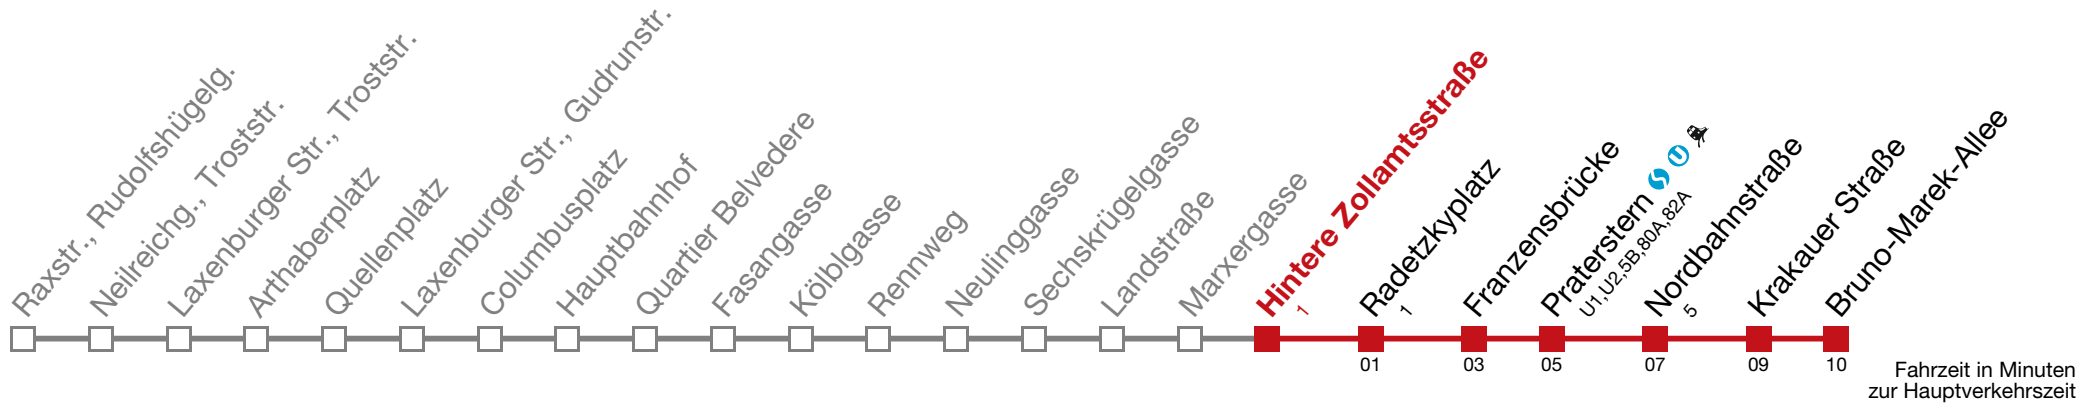 Raxstr., Rudolfshügelg.
Neilreichg., Troststr.
Laxenburger Str., Troststr.
Arthaberplatz
Quellenplatz
Laxenburger Str., Gudrunstr.
Columbusplatz
Hauptbahnhof
Quartier Belvedere
Fasangasse
Kölblgasse
Rennweg
Neulinggasse
Sechskrügelgasse
Landstraße
Marxergasse
Hintere Zollamtsstraße
1
Radetzkyplatz
1
Franzensbrücke
Praterstern S U
U1,U2,5B,80A,82A
Nordbahnstraße
5
Krakauer Straße
Bruno-Marek-Allee
01 03 05 07 09 10
Fahrzeit in Minuten
zur Hauptverkehrszeit